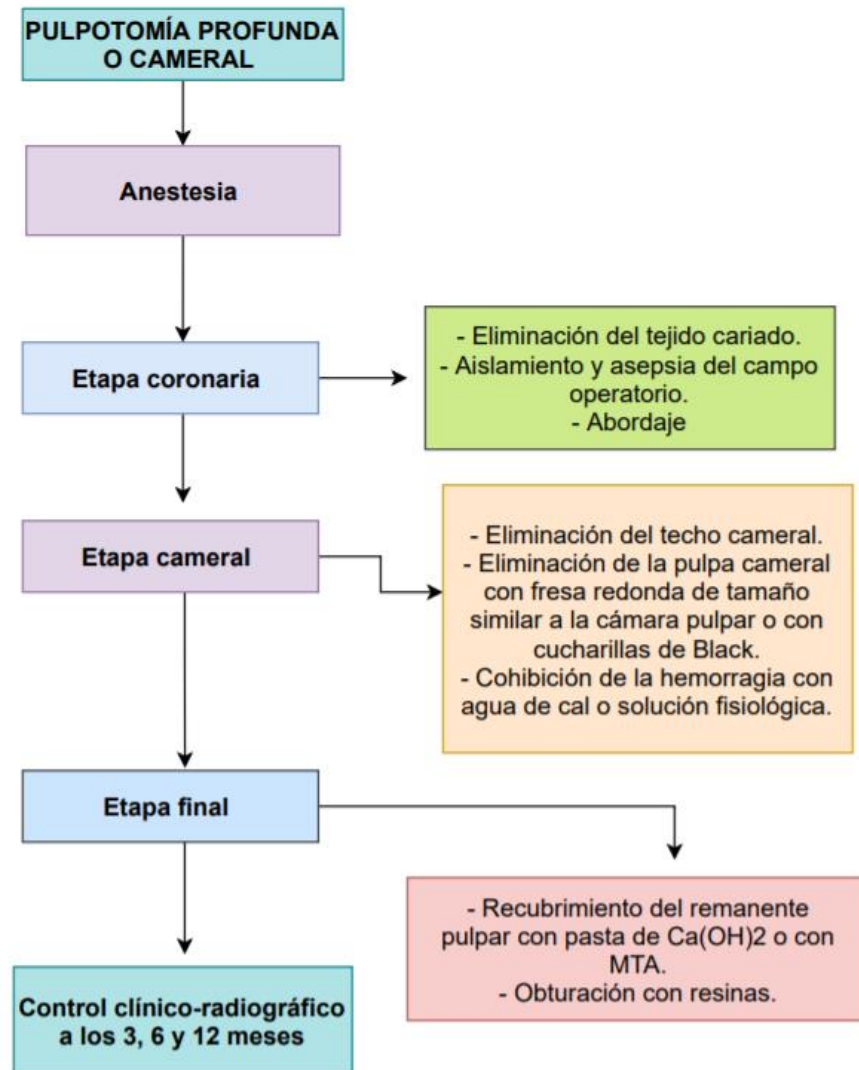 PULPOTOMÍA PROFUNDA
O CAMERAL
Anestesia
Etapa coronaria
- Eliminación del tejido cariado.
- Aislamiento y asepsia del campo
operatorio.
- Abordaje
Etapa cameral
- Eliminación del techo cameral.
- Eliminación de la pulpa cameral
con fresa redonda de tamaño
similar a la cámara pulpar o con
cucharillas de Black.
- Cohibición de la hemorragia con
agua de cal o solución fisiológica.
Etapa final
- Recubrimiento del remanente
pulpar con pasta de Ca(OH)2 o con
MTA.
- Obturación con resinas.
Control clínico-radiográfico
a los 3, 6 y 12 meses